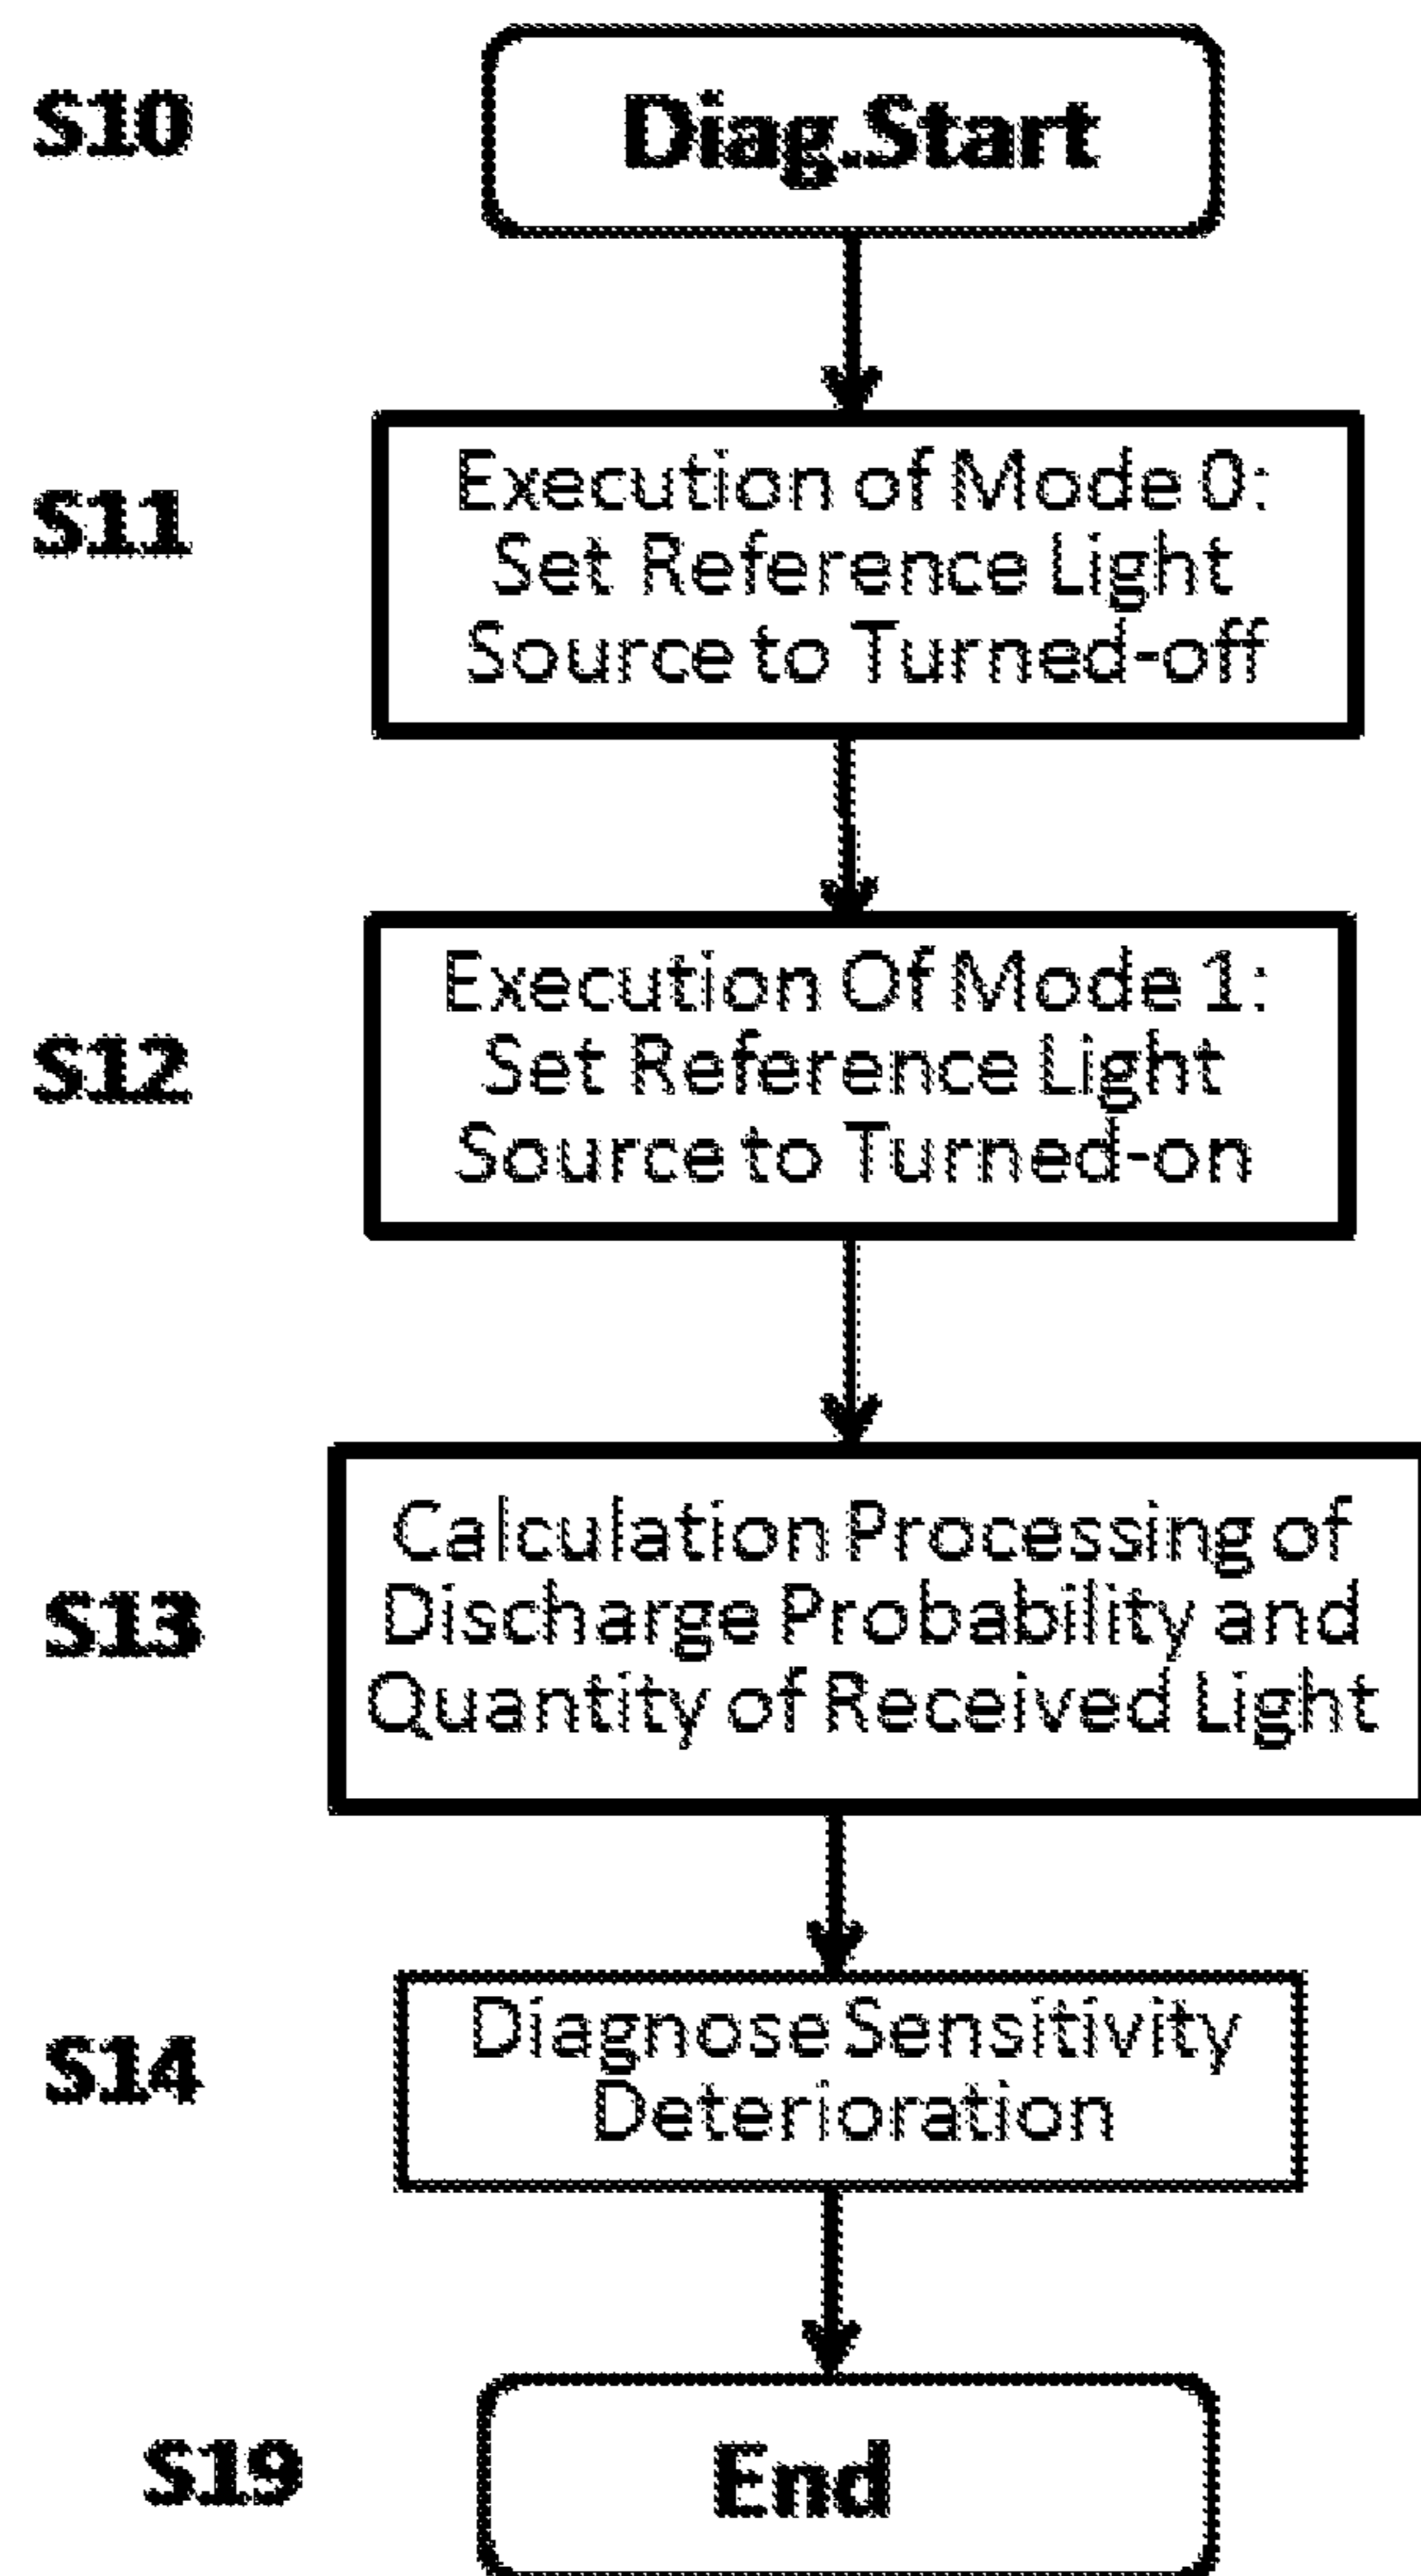 S10
Diag.Start
S11
Execution of Mode 0:
Set Reference Light
Source to Turned-off
S12
Execution Of Mode 1:
Set Reference Light
Source to Turned-on
S13
Calculation Processing of
Discharge Probability and
Quantity of Received Light
S14
Diagnose Sensitivity
Deterioration
S19
End